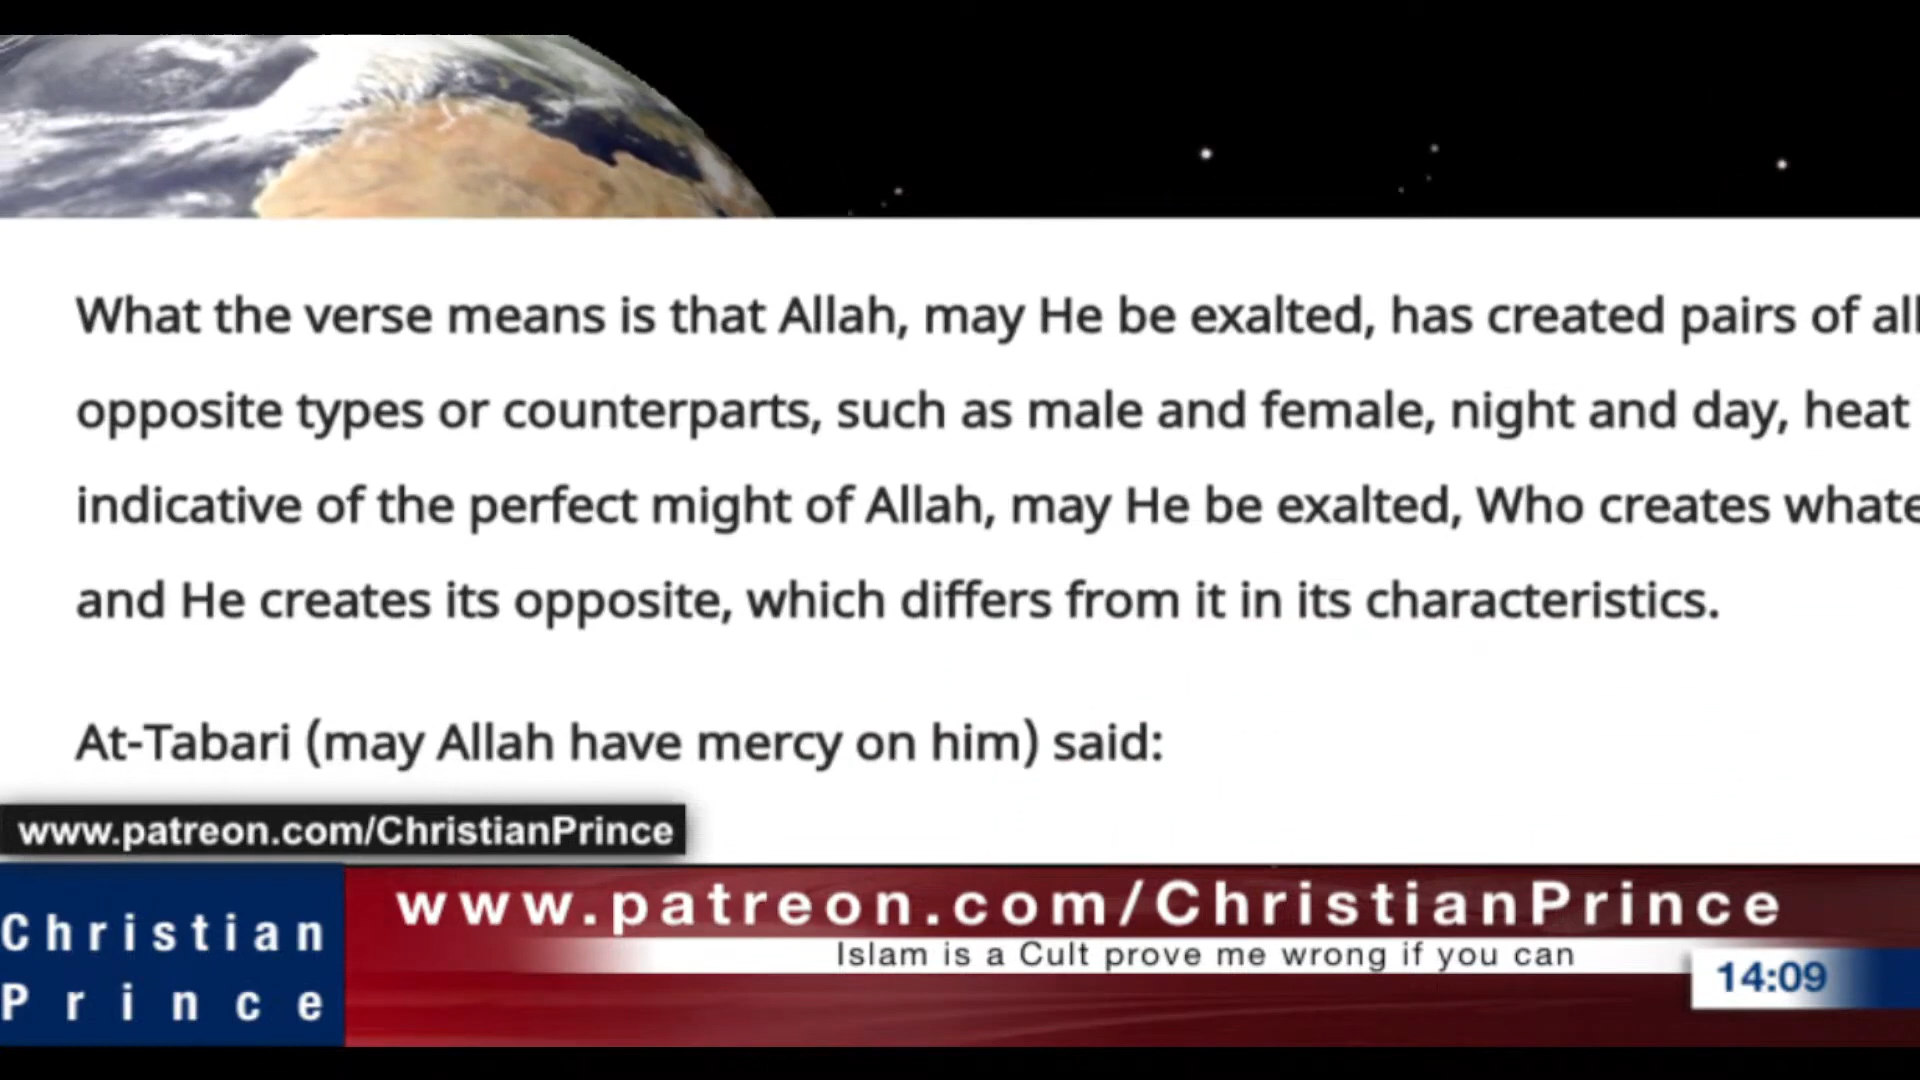 What the verse means is that Allah, may He be exalted, has created pairs of all
opposite types or counterparts, such as male and female, night and day, heat
indicative of the perfect might of Allah, may He be exalted, Who creates
and He creates its opposite, which differs from it in its characteristics.
At-Tabari (may Allah have mercy on him) said:
www.patreon.com/ChristianPrince
Christian
Prince
www.patreon.com/ChristianPrince
Islam is a Cult prove me wrong if you can
14:09